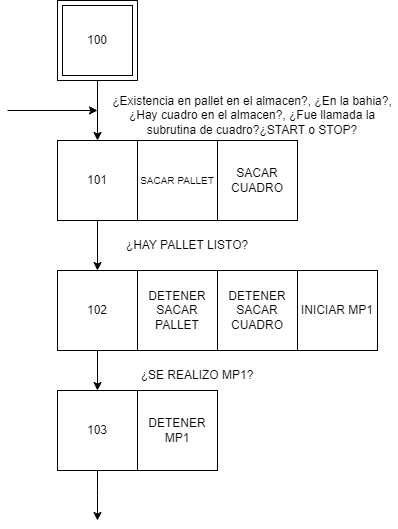 100
¿Existencia en pallet en el almacen?, ¿En la bahia?,
¿Hay cuadro en el almacen?, ¿Fue llamada la
subrutina de cuadro?¿START o STOP?
101
SACAR PALLET
SACAR
CUADRO
¿HAY PALLET LISTO?
102
DETENER
SACAR
PALLET
DETENER
SACAR
CUADRO
INICIAR MP1
¿SE REALIZO MP1?
103
DETENER
MP1